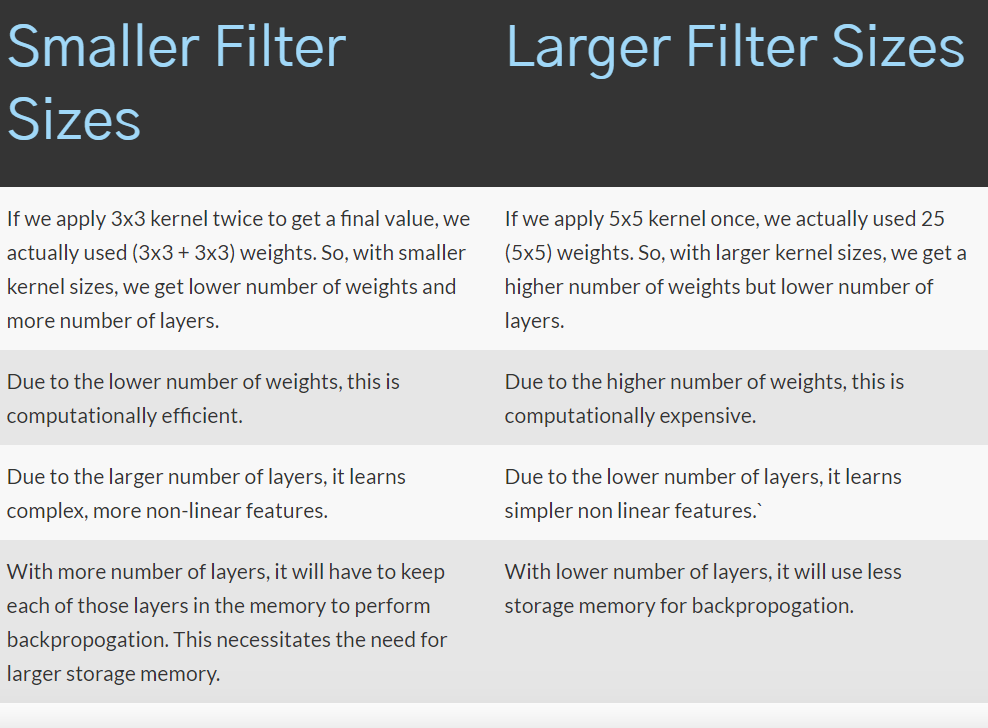 Smaller Filter
Sizes
Larger Filter Sizes
If we apply 3x3 kernel twice to get a final value, we
actually used (3x3 + 3x3) weights. So, with smaller
kernel sizes, we get lower number of weights and
more number of layers.
If we apply 5x5 kernel once, we actually used 25
(5x5) weights. So, with larger kernel sizes, we get a
higher number of weights but lower number of
layers.
Due to the lower number of weights, this is
computationally efficient.
Due to the higher number of weights, this is
computationally expensive.
Due to the larger number of layers, it learns
complex, more non-linear features.
Due to the lower number of layers, it learns
simpler non linear features.`
With more number of layers, it will have to keep
each of those layers in the memory to perform
backpropogation. This necessitates the need for
larger storage memory.
With lower number of layers, it will use less
storage memory for backpropogation.